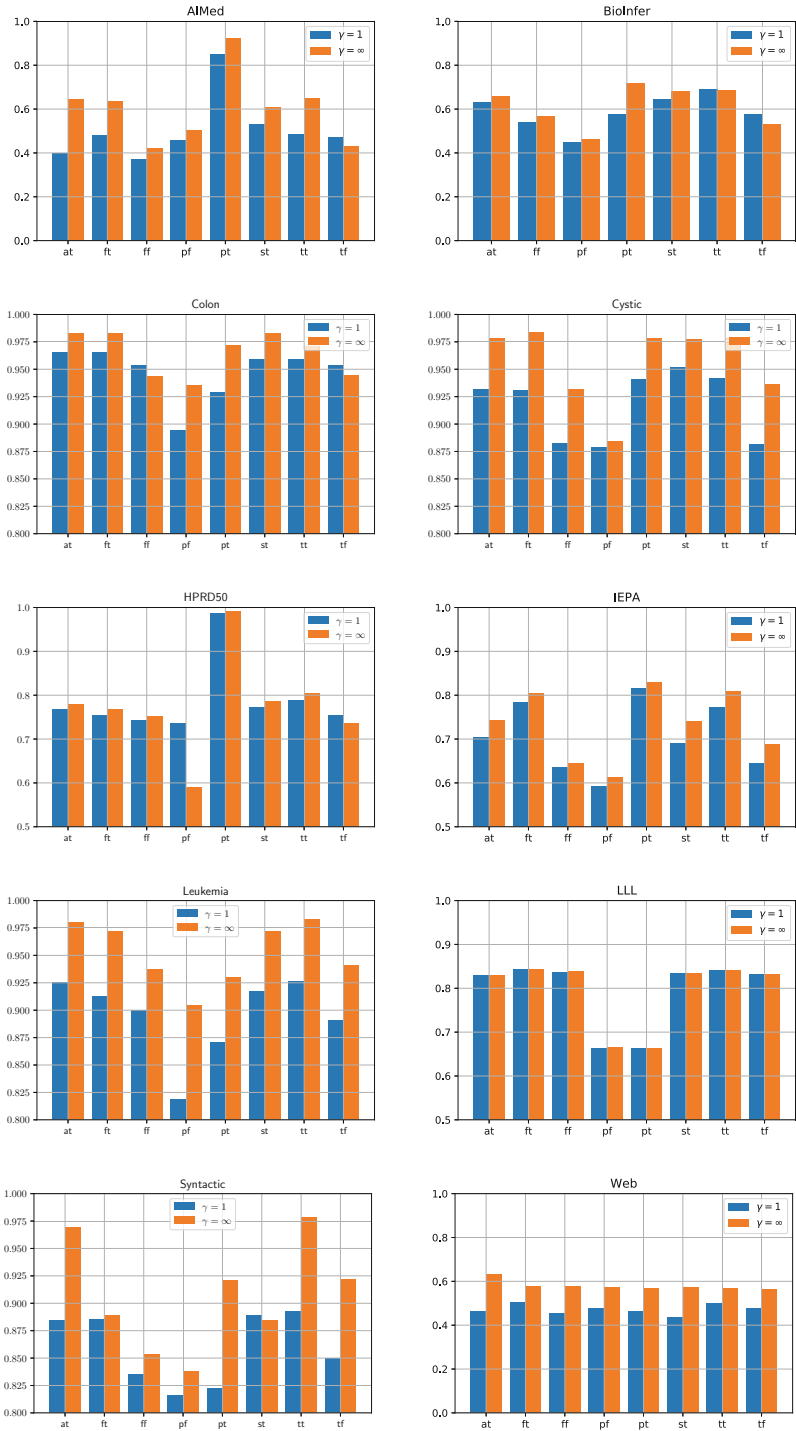 AIMed
1.0
0.8
0.6
0.4
0.2
0.0
γ = 1
γ = ∞
at ft ff pf pt st tt tf
BioInfer
1.0
0.8
0.6
0.4
0.2
0.0
γ = 1
γ = ∞
at ff pf pt st tt tf
Colon
1.000
0.975
0.950
0.925
0.900
0.875
0.850
0.825
0.800
γ = 1
γ = ∞
at ft ff pf pt st tt tf
Cystic
1.000
0.975
0.950
0.925
0.900
0.875
0.850
0.825
0.800
γ = 1
γ = ∞
at ft ff pf pt st tt tf
HPRD50
1.0
0.9
0.8
0.7
0.6
0.5
γ = 1
γ = ∞
at ft ff pf pt st tt tf
IEPA
1.0
0.9
0.8
0.7
0.6
0.5
γ = 1
γ = ∞
at ft ff pf pt st tt tf
Leukemia
1.000
0.975
0.950
0.925
0.900
0.875
0.850
0.825
0.800
γ = 1
γ = ∞
at ft ff pf pt st tt tf
LLL
1.0
0.9
0.8
0.7
0.6
0.5
γ = 1
γ = ∞
at ft ff pf pt st tt tf
Syntactic
1.000
0.975
0.950
0.925
0.900
0.875
0.850
0.825
0.800
γ = 1
γ = ∞
at ft ff pf pt st tt tf
Web
1.0
0.8
0.6
0.4
0.2
0.0
γ = 1
γ = ∞
at ft ff pf pt st tt tf